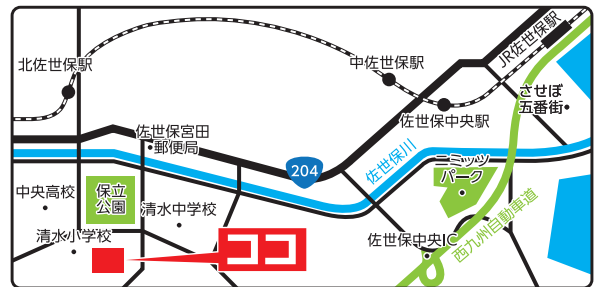 JR佐世保駅
北佐世保駅
中佐世保駅
させぼ
五番街
佐世保中央駅
佐世保宮田
郵便局
佐世保川
204
ニミッツ
パーク
中央高校
保立
公園
清水中学校
清水小学校
ココ
佐世保中央IC
西九州自動車道